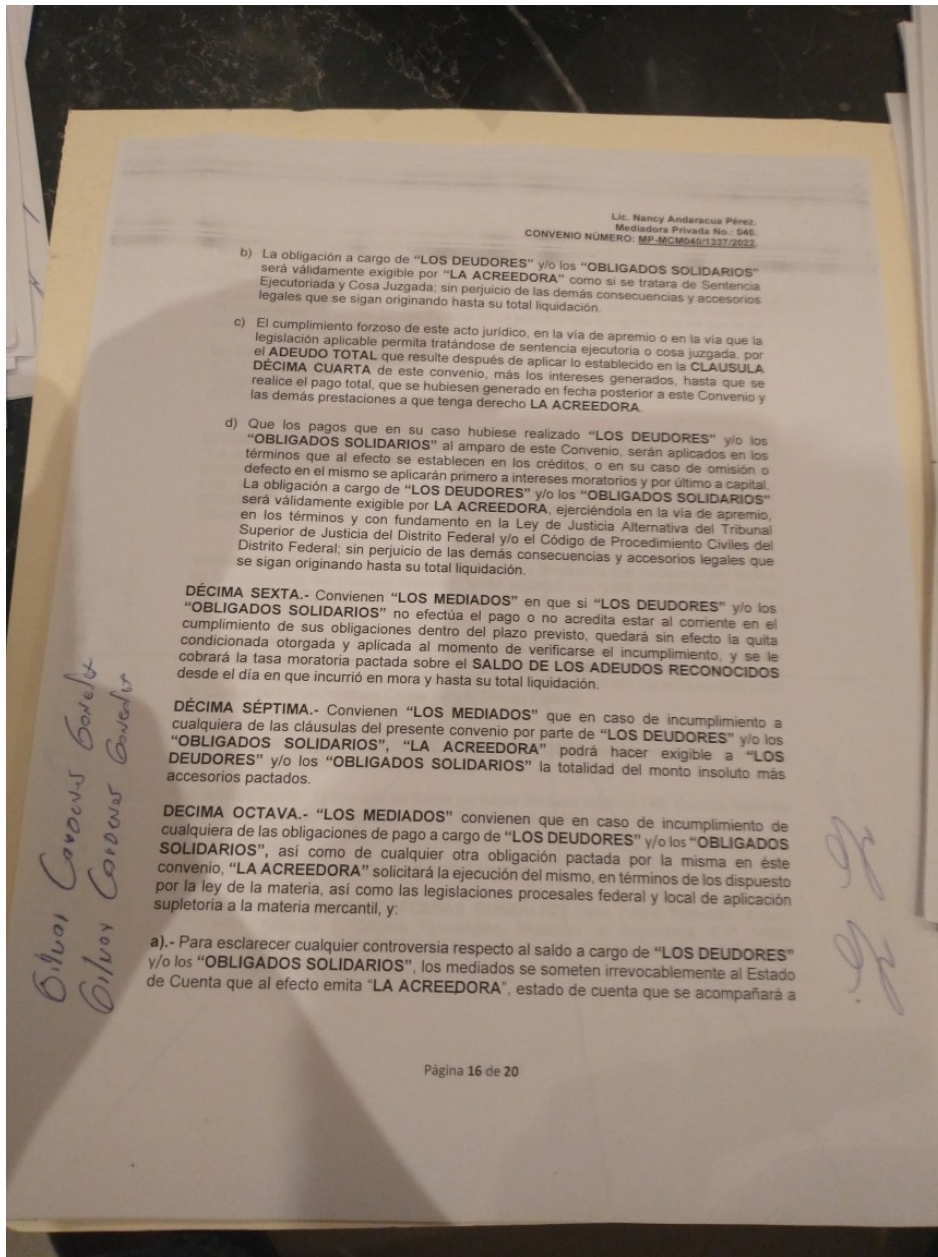 Lic. Nancy Andaracua Pérez.
Mediadora Privada No.: 040.
CONVENIO NÚMERO: MP-MCM040/1337/2022.
b) La obligación a cargo de “LOS DEUDORES” y/o los “OBLIGADOS SOLIDARIOS”
será válidamente exigible por “LA ACREEDORA” como si se tratara de Sentencia
Ejecutoriada y Cosa Juzgada; sin perjuicio de las demás consecuencias y accesorios
legales que se sigan originando hasta su total liquidación.
c) El cumplimiento forzoso de este acto jurídico, en la vía de apremio o en la vía que la
legislación aplicable permita tratándose de sentencia ejecutoria o cosa juzgada, por
el ADEUDO TOTAL que resulte después de aplicar lo establecido en la CLAUSULA
DÉCIMA CUARTA de este convenio, más los intereses generados, hasta que se
realice el pago total, que se hubiesen generado en fecha posterior a este Convenio y
las demás prestaciones a que tenga derecho LA ACREEDORA.
d) Que los pagos que en su caso hubiese realizado “LOS DEUDORES” y/o los
“OBLIGADOS SOLIDARIOS” al amparo de este Convenio, serán aplicados en los
términos que al efecto se establecen en los créditos, o en su caso de omisión o
defecto en el mismo se aplicarán primero a intereses moratorios y por último a capital.
La obligación a cargo de “LOS DEUDORES” y/o los “OBLIGADOS SOLIDARIOS”
será válidamente exigible por LA ACREEDORA, ejerciéndola en la vía de apremio,
en los términos y con fundamento en la Ley de Justicia Alternativa del Tribunal
Superior de Justicia del Distrito Federal y/o el Código de Procedimiento Civiles del
Distrito Federal; sin perjuicio de las demás consecuencias y accesorios legales que
se sigan originando hasta su total liquidación.
DÉCIMA SEXTA.- Convienen “LOS MEDIADOS” en que si “LOS DEUDORES” y/o los
“OBLIGADOS SOLIDARIOS” no efectúa el pago o no acredita estar al corriente en el
cumplimiento de sus obligaciones dentro del plazo previsto, quedará sin efecto la quita
condicionada otorgada y aplicada al momento de verificarse el incumplimiento, y se le
cobrará la tasa moratoria pactada sobre el SALDO DE LOS ADEUDOS RECONOCIDOS
desde el día en que incurrió en mora y hasta su total liquidación.
DÉCIMA SÉPTIMA.- Convienen “LOS MEDIADOS” que en caso de incumplimiento a
cualquiera de las cláusulas del presente convenio por parte de “LOS DEUDORES” y/o los
“OBLIGADOS SOLIDARIOS”, “LA ACREEDORA” podrá hacer exigible a “LOS
DEUDORES” y/o los “OBLIGADOS SOLIDARIOS” la totalidad del monto insoluto más
accesorios pactados.
DECIMA OCTAVA.- “LOS MEDIADOS” convienen que en caso de incumplimiento de
cualquiera de las obligaciones de pago a cargo de “LOS DEUDORES” y/o los “OBLIGADOS
SOLIDARIOS”, así como de cualquier otra obligación pactada por la misma en éste
convenio, “LA ACREEDORA” solicitará la ejecución del mismo, en términos de los dispuesto
por la ley de la materia, así como las legislaciones procesales federal y local de aplicación
supletoria a la materia mercantil, y:
a).- Para esclarecer cualquier controversia respecto al saldo a cargo de “LOS DEUDORES”
y/o los “OBLIGADOS SOLIDARIOS”, los mediados se someten irrevocablemente al Estado
de Cuenta que al efecto emita “LA ACREEDORA”, estado de cuenta que se acompañará a
Página 16 de 20